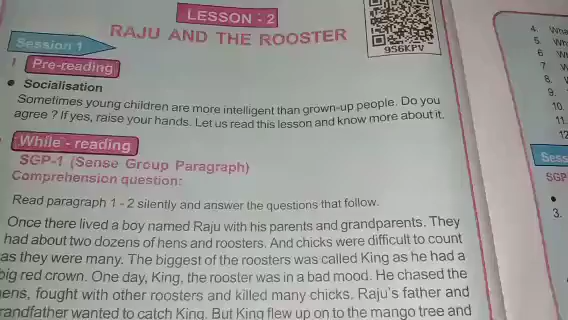 LESSON : 2
RAJU AND THE ROOSTER
9S6KPV
Session 1
Pre-reading
Socialisation
Sometimes young children are more intelligent than grown-up people. Do you
agree ? If yes, raise your hands. Let us read this lesson and know more about it.
While - reading
SGP-1 (Sense Group Paragraph)
Comprehension question:
Read paragraph 1 - 2 silently and answer the questions that follow.
Once there lived a boy named Raju with his parents and grandparents. They
had about two dozens of hens and roosters. And chicks were difficult to count
as they were many. The biggest of the roosters was called King as he had a
big red crown. One day, King, the rooster was in a bad mood. He chased the
hens, fought with other roosters and killed many chicks. Raju's father and
grandfather wanted to catch King. But King flew up on to the mango tree and
4.
5.
6
7
8.
9.
10.
11.
12
Sess
SGP
3.